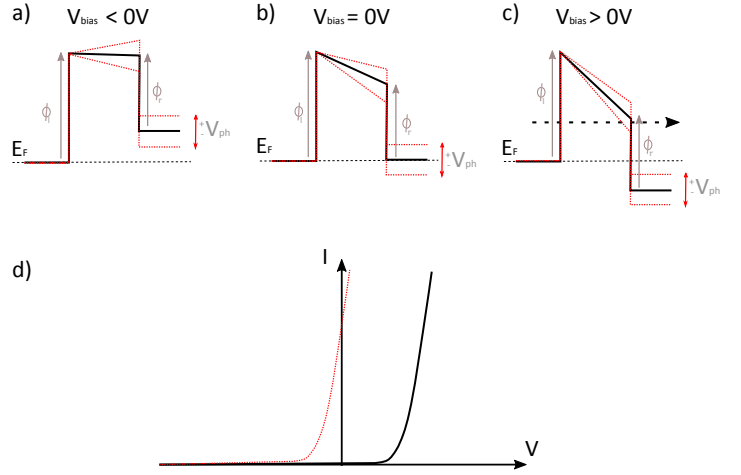 a) V_bias < 0V
b) V_bias = 0V
c) V_bias > 0V
ϕ_l
ϕ_r
+-V_ph
E_F
ϕ_l
ϕ_r
+-V_ph
E_F
ϕ_l
ϕ_r
+-V_ph
E_F
d)
I
V